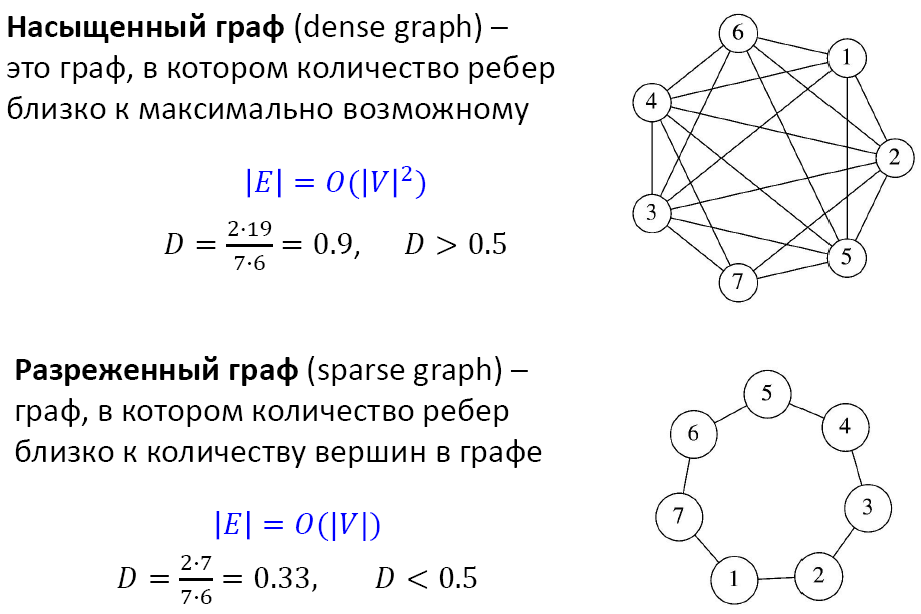 Насыщенный граф (dense graph) –
это граф, в котором количество ребер
близко к максимально возможному
|E| = O(|V|²)
D = 2·19/7·6 = 0.9, D > 0.5
6
1
4
2
3
5
7
Разреженный граф (sparse graph) –
граф, в котором количество ребер
близко к количеству вершин в графе
|E| = O(|V|)
D = 2·7/7·6 = 0.33, D < 0.5
5
4
6
3
7
2
1